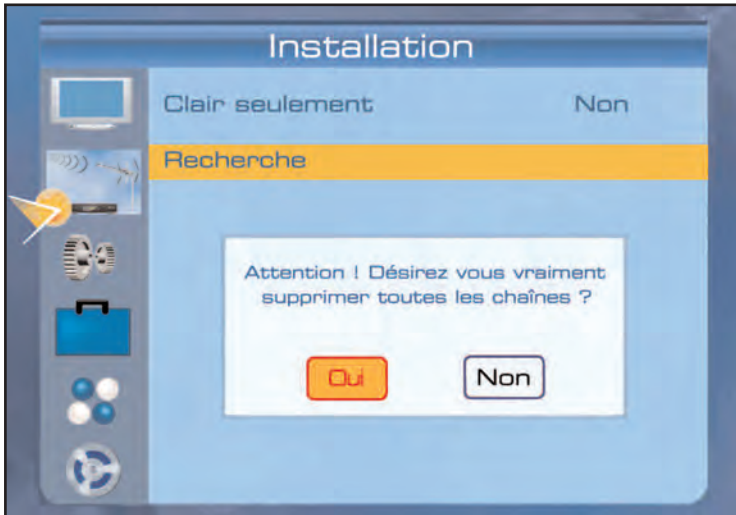 Installation
Clair seulement Non
Recherche
Attention ! Désirez vous vraiment
supprimer toutes les chaînes ?
Oui Non